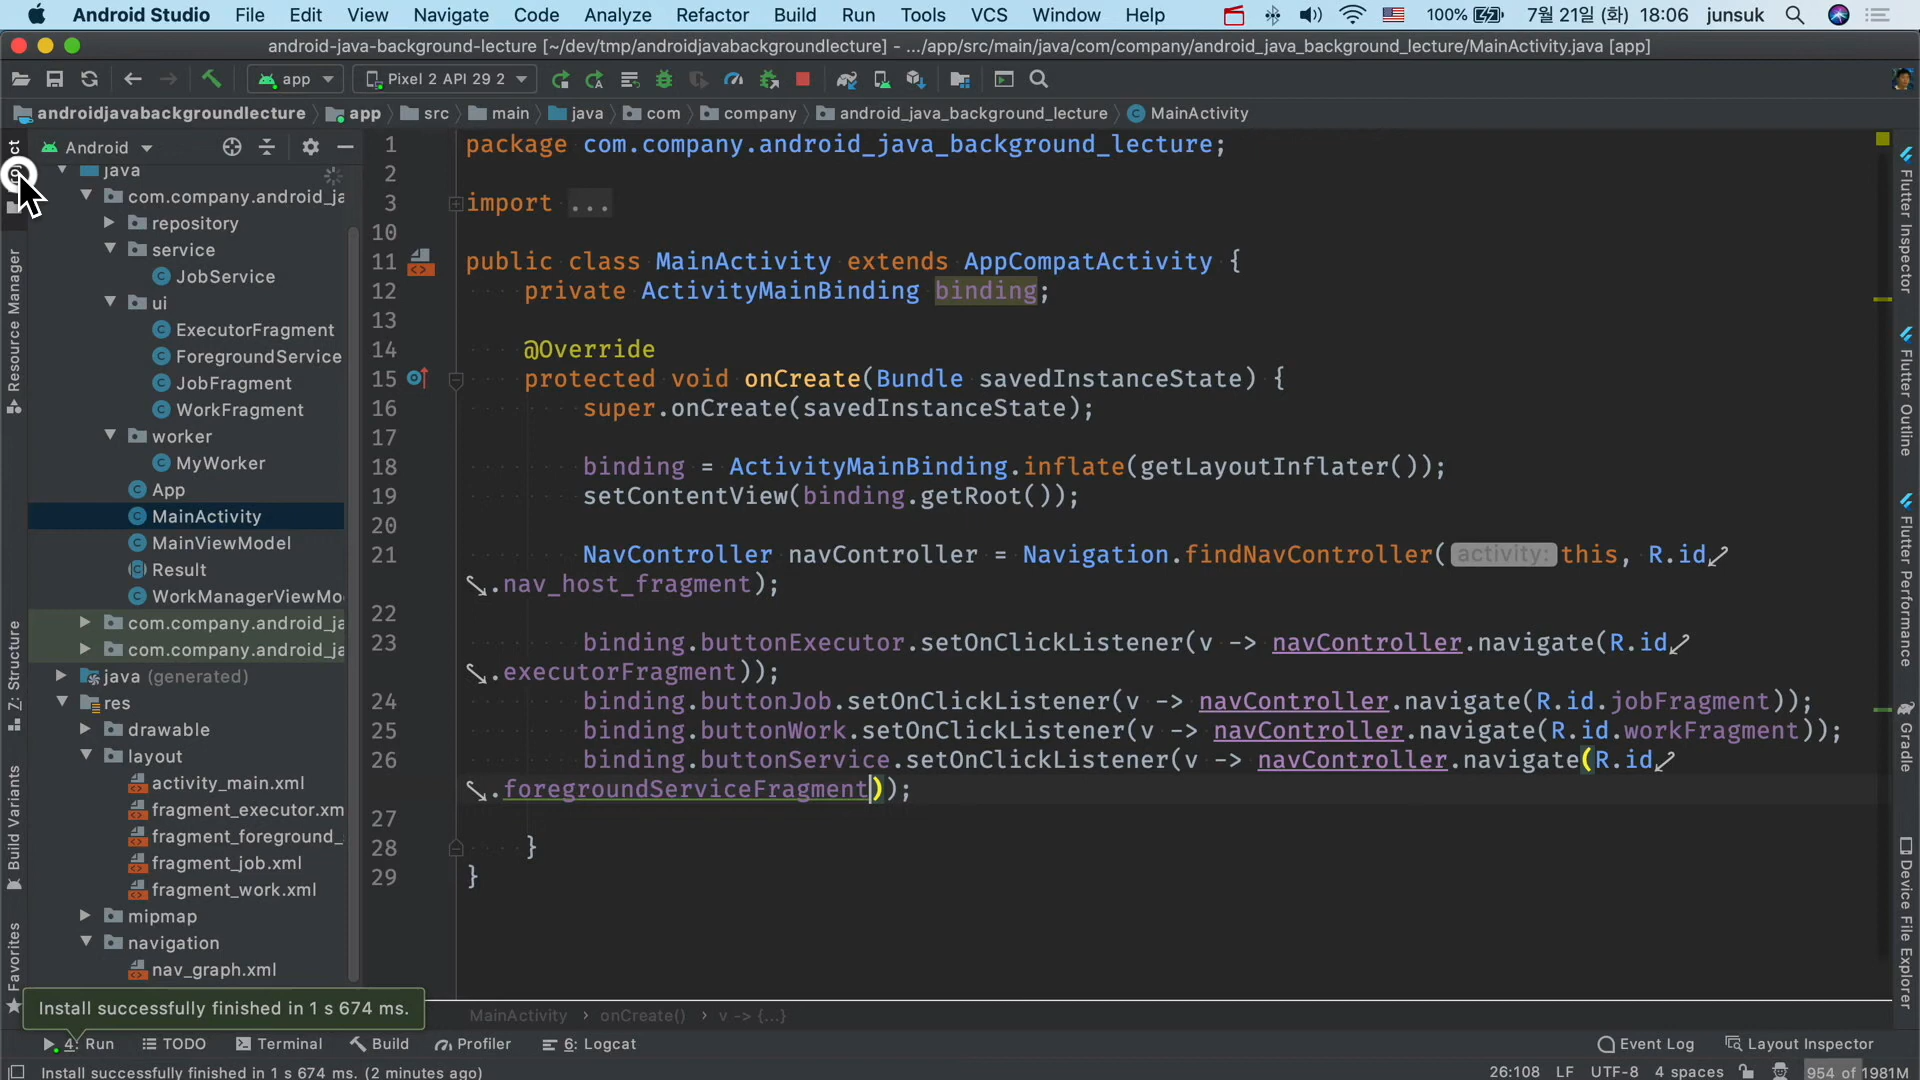 Android Studio File Edit View Navigate Code Analyze Refactor Build Run Tools VCS Window Help 100% 7월 21일 (화) 18:06 junsuk
android-java-background-lecture [~/dev/tmp/androidjavabackgroundlecture] - .../app/src/main/java/com/company/android_java_background_lecture/MainActivity.java [app]
app Pixel 2 API 29 2
androidjavabackgroundlecture app src main java com company android_java_background_lecture MainActivity
Android
java
com.company.android_ja
repository
service
JobService
ui
ExecutorFragment
ForegroundService
JobFragment
WorkFragment
worker
MyWorker
App
MainActivity
MainViewModel
Result
WorkManagerViewMo
com.company.android_ja
com.company.android_ja
java (generated)
res
drawable
layout
activity_main.xml
fragment_executor.xm
fragment_foreground_
fragment_job.xml
fragment_work.xml
mipmap
navigation
nav_graph.xml
Resource Manager
Z: Structure
Build Variants
Favorites
1 package com.company.android_java_background_lecture;
2
3 import ...
10
11 public class MainActivity extends AppCompatActivity {
12 private ActivityMainBinding binding;
13
14 @Override
15 protected void onCreate(Bundle savedInstanceState) {
16 super.onCreate(savedInstanceState);
17
18 binding = ActivityMainBinding.inflate(getLayoutInflater());
19 setContentView(binding.getRoot());
20
21 NavController navController = Navigation.findNavController( activity: this, R.id
.nav_host_fragment);
22
23 binding.buttonExecutor.setOnClickListener(v -> navController.navigate(R.id
.executorFragment));
24 binding.buttonJob.setOnClickListener(v -> navController.navigate(R.id.jobFragment));
25 binding.buttonWork.setOnClickListener(v -> navController.navigate(R.id.workFragment));
26 binding.buttonService.setOnClickListener(v -> navController.navigate(R.id
.foregroundServiceFragment));
27
28 }
29 }
Flutter Inspector
Flutter Outline
Flutter Performance
Gradle
Device File Explorer
Install successfully finished in 1 s 674 ms.
MainActivity onCreate() v -> {...}
4: Run TODO Terminal Build Profiler 6: Logcat Event Log Layout Inspector
Install successfully finished in 1 s 674 ms. (2 minutes ago) 26:108 LF UTF-8 4 spaces 954 of 1981M